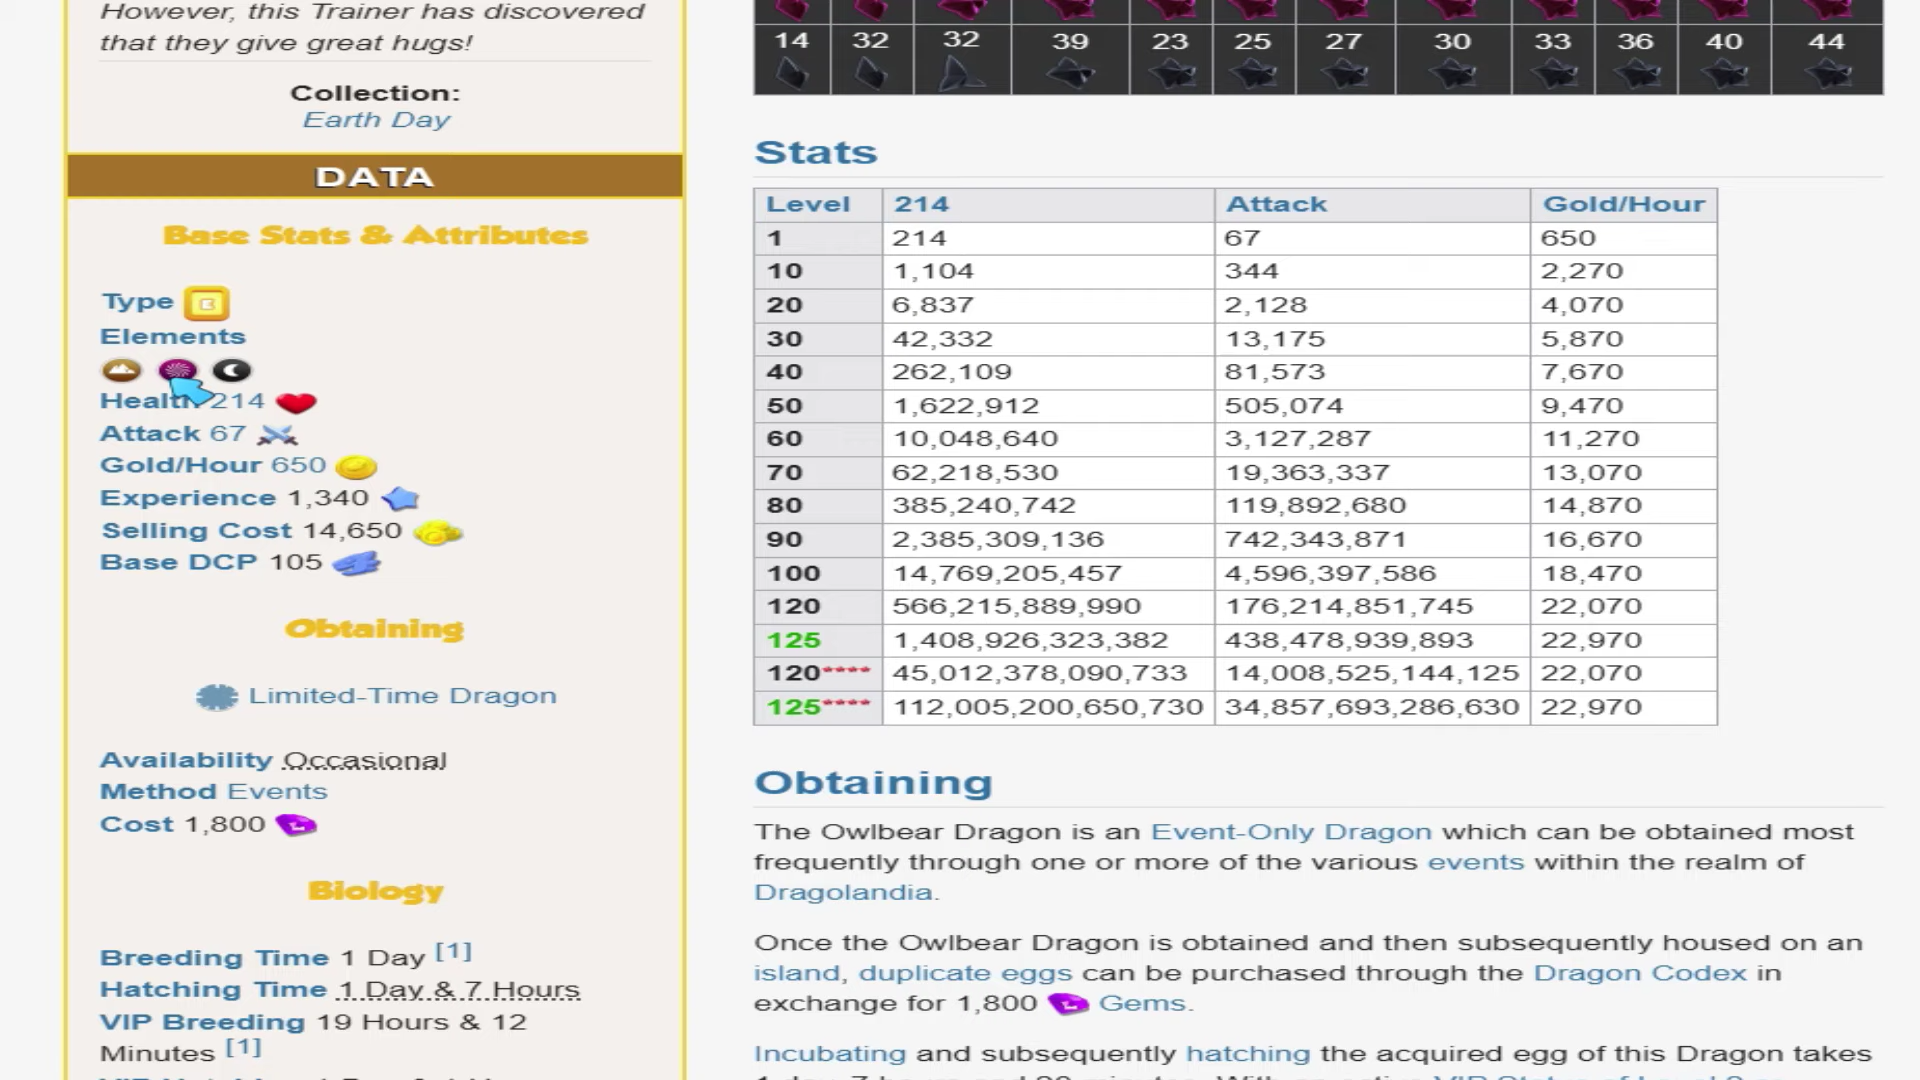 However, this Trainer has discovered
that they give great hugs!
Collection:
Earth Day
DATA
Base Stats & Attributes
Type
Elements
Health 214
Attack 67
Gold/Hour 650
Experience 1,340
Selling Cost 14,650
Base DCP 105
Obtaining
Limited-Time Dragon
Availability Occasional
Method Events
Cost 1,800
Biology
Breeding Time 1 Day [1]
Hatching Time 1 Day & 7 Hours
VIP Breeding 19 Hours & 12
Minutes [1]
14 32 32 39 23 25 27 30 33 36 40 44
Stats
Level 214 Attack Gold/Hour
1 214 67 650
10 1,104 344 2,270
20 6,837 2,128 4,070
30 42,332 13,175 5,870
40 262,109 81,573 7,670
50 1,622,912 505,074 9,470
60 10,048,640 3,127,287 11,270
70 62,218,530 19,363,337 13,070
80 385,240,742 119,892,680 14,870
90 2,385,309,136 742,343,871 16,670
100 14,769,205,457 4,596,397,586 18,470
120 566,215,889,990 176,214,851,745 22,070
125 1,408,926,323,382 438,478,939,893 22,970
120**** 45,012,378,090,733 14,008,525,144,125 22,070
125**** 112,005,200,650,730 34,857,693,286,630 22,970
Obtaining
The Owlbear Dragon is an Event-Only Dragon which can be obtained most
frequently through one or more of the various events within the realm of
Dragolandia.
Once the Owlbear Dragon is obtained and then subsequently housed on an
island, duplicate eggs can be purchased through the Dragon Codex in
exchange for 1,800 Gems.
Incubating and subsequently hatching the acquired egg of this Dragon takes